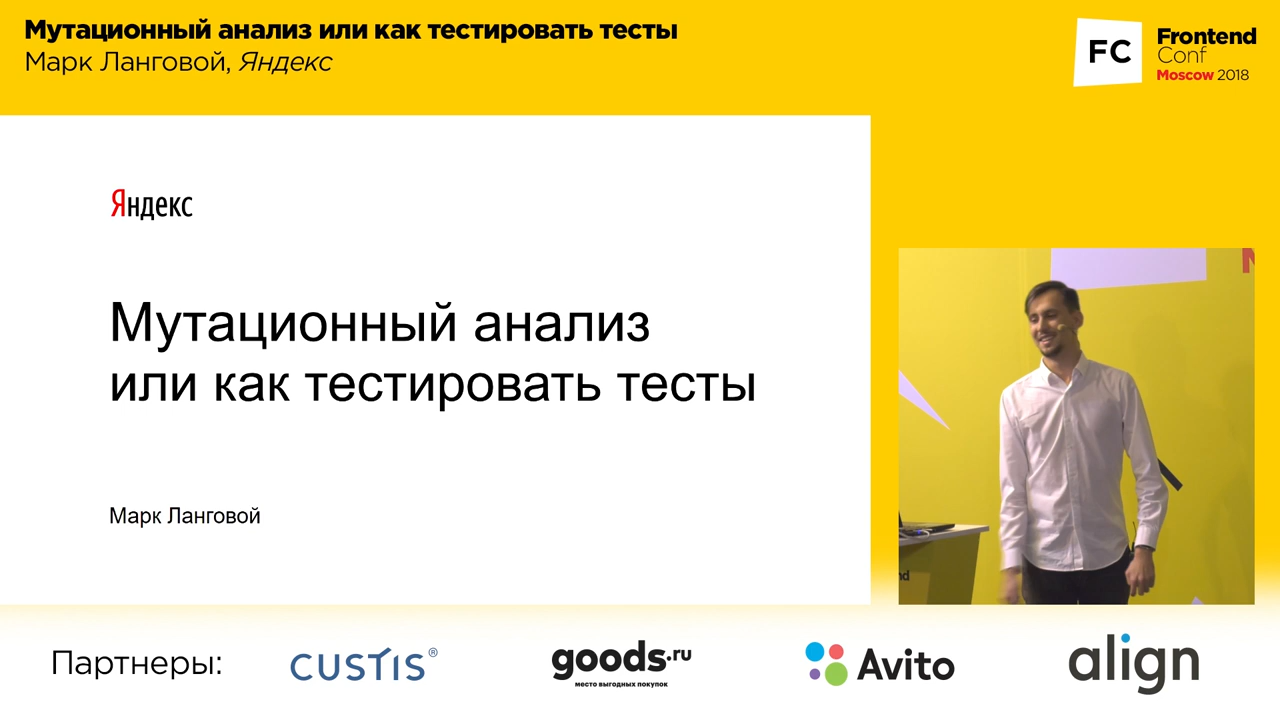 Мутационный анализ или как тестировать тесты
Марк Ланговой, Яндекс
FC
Frontend
Conf
Moscow 2018
Яндекс
Мутационный анализ
или как тестировать тесты
Марк Ланговой
Партнеры:
CUSTIS®
goods.ru
место выгодных покупок
Avito
align